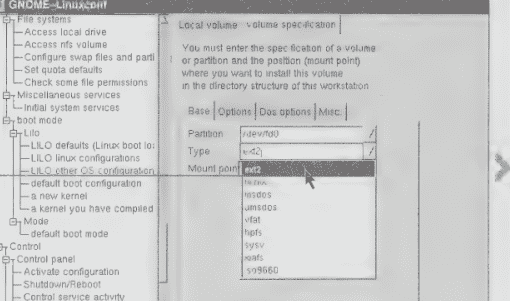 GNOME-Linuxconf
File systems
Access local drive
Access nfs volume
Configure swap files and parti
Set quota defaults
Check some file permissions
Miscellaneous services
Initial system services
boot mode
Lilo
LILO defaults (Linux boot lo
LILO linux configurations
LILO other OS configuration
default boot configuration
a new kernel
a kernel you have compiled
Mode
default boot mode
Control
Control panel
Activate configuration
Shutdown/Reboot
Control service activity
Local volume volume specification
You must enter the specification of a volume
or partition and the position (mount point)
where you want to install this volume
in the directory structure of this workstation
Base Options Dos options Misc.
Partition /dev/fd0
Type ext2
Mount poin
ext2
msdos
umsdos
vfat
hpfs
sysv
iso9660